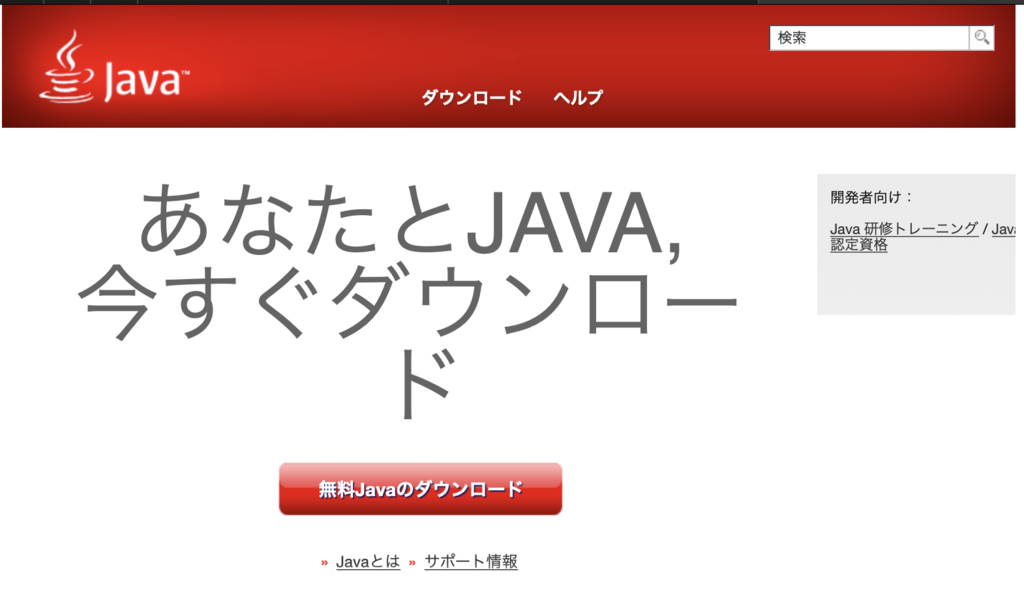 検索
Java™
ダウンロード ヘルプ
あなたとJAVA,
今すぐダウンロー
ド
開発者向け：
Java 研修トレーニング / Java
認定資格
無料Javaのダウンロード
» Javaとは » サポート情報